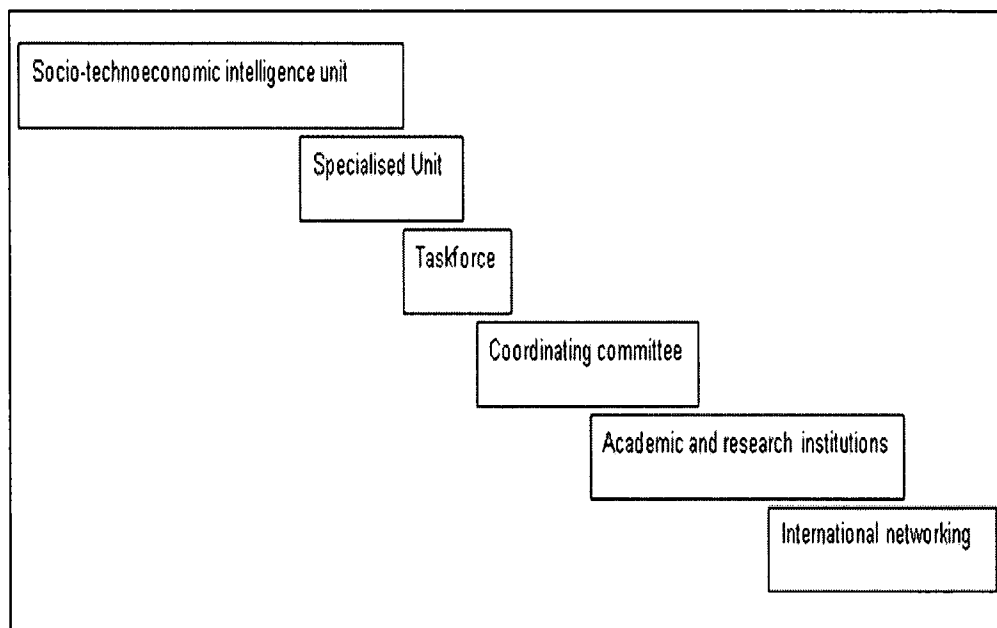 Socio-technoeconomic intelligence unit
Specialised Unit
Taskforce
Coordinating committee
Academic and research institutions
International networking